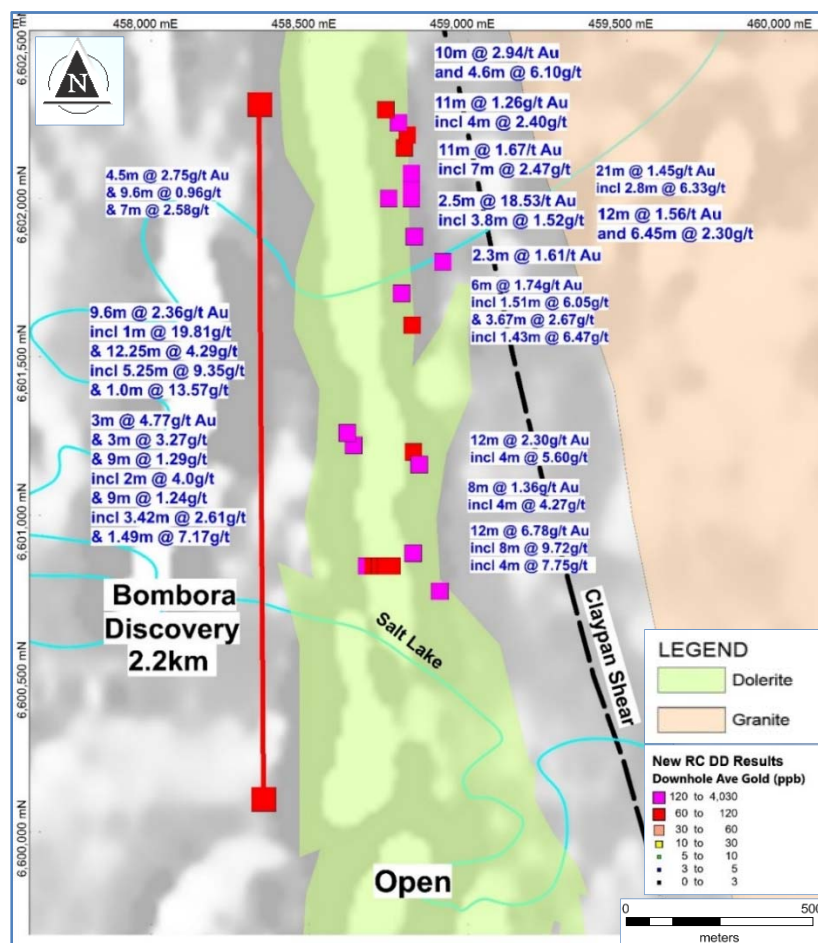 458,000 mE
458,500 mE
459,000 mE
459,500 mE
460,000 mE
6,602,500 mN
6,602,000 mN
6,601,500 mN
6,601,000 mN
6,600,500 mN
6,600,000 mN
N
10m @ 2.94/t Au
and 4.6m @ 6.10g/t
11m @ 1.26g/t Au
incl 4m @ 2.40g/t
11m @ 1.67/t Au
incl 7m @ 2.47g/t
2.5m @ 18.53/t Au
incl 3.8m @ 1.52g/t
2.3m @ 1.61/t Au
21m @ 1.45g/t Au
incl 2.8m @ 6.33/t
12m @ 1.56/t Au
and 6.45m @ 2.30g/t
4.5m @ 2.75g/t Au
& 9.6m @ 0.96g/t
& 7m @ 2.58g/t
6m @ 1.74g/t Au
incl 1.51m @ 6.05g/t
& 3.67m @ 2.67g/t
incl 1.43m @ 6.47g/t
9.6m @ 2.36g/t Au
incl 1m @ 19.81g/t
& 12.25m @ 4.29g/t
incl 5.25m @ 9.35g/t
& 1.0m @ 13.57g/t
3m @ 4.77g/t Au
& 3m @ 3.27g/t
& 9m @ 1.29g/t
incl 2m @ 4.0g/t
& 9m @ 1.24g/t
incl 3.42m @ 2.61g/t
& 1.49m @ 7.17g/t
12m @ 2.30g/t Au
incl 4m @ 5.60g/t
8m @ 1.36g/t Au
incl 4m @ 4.27g/t
12m @ 6.78g/t Au
incl 8m @ 9.72g/t
incl 4m @ 7.75g/t
Bombora
Discovery
2.2km
Salt Lake
Claypan Shear
Open
LEGEND
Dolerite
Granite
New RC DD Results
Downhole Ave Gold (ppb)
120 to 4,030
60 to 120
30 to 60
10 to 30
5 to 10
3 to 5
0 to 3
0 500
meters